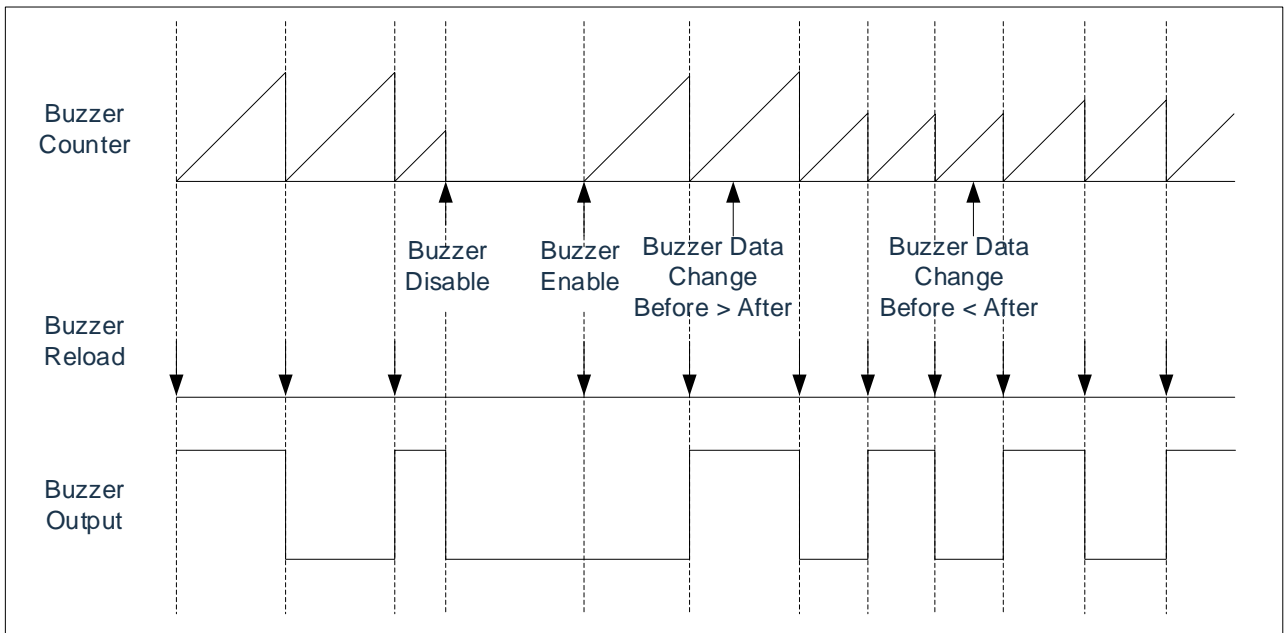 Buzzer
Counter
Buzzer
Disable
Buzzer
Enable
Buzzer Data
Change
Before > After
Buzzer Data
Change
Before < After
Buzzer
Reload
Buzzer
Output